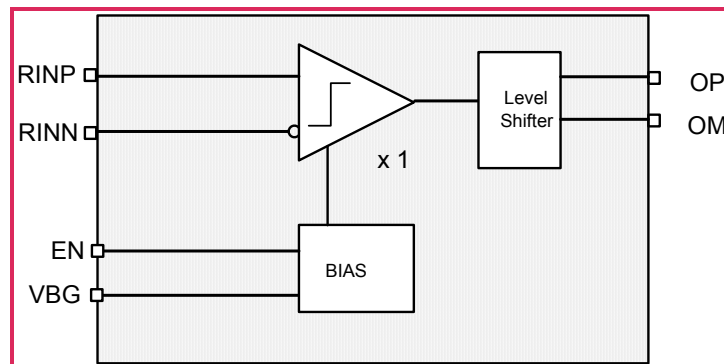 RINP
RINN
EN
VBG
x 1
BIAS
Level
Shifter
OP
OM